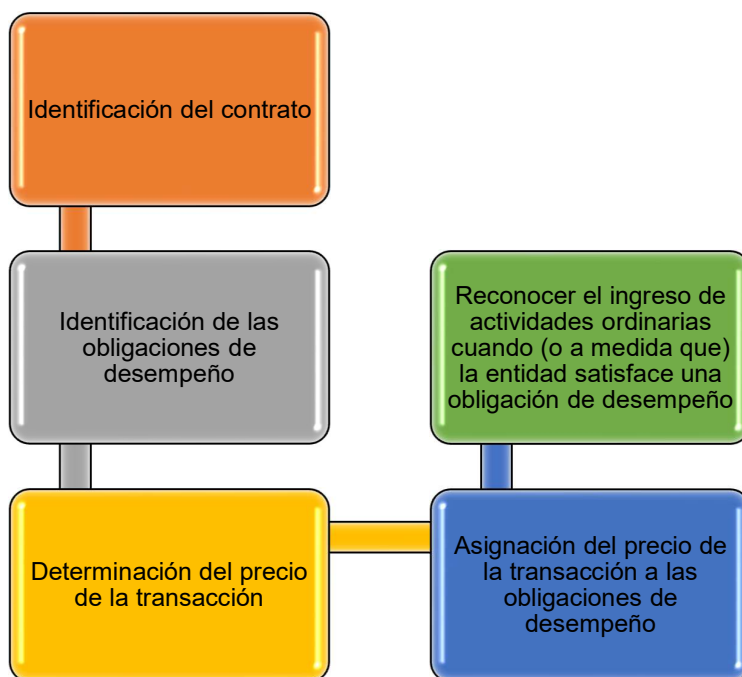 Identificación del contrato
Identificación de las
obligaciones de
desempeño
Determinación del precio
de la transacción
Asignación del precio de
la transacción a las
obligaciones de
desempeño
Reconocer el ingreso de
actividades ordinarias
cuando (o a medida que)
la entidad satisface una
obligación de desempeño